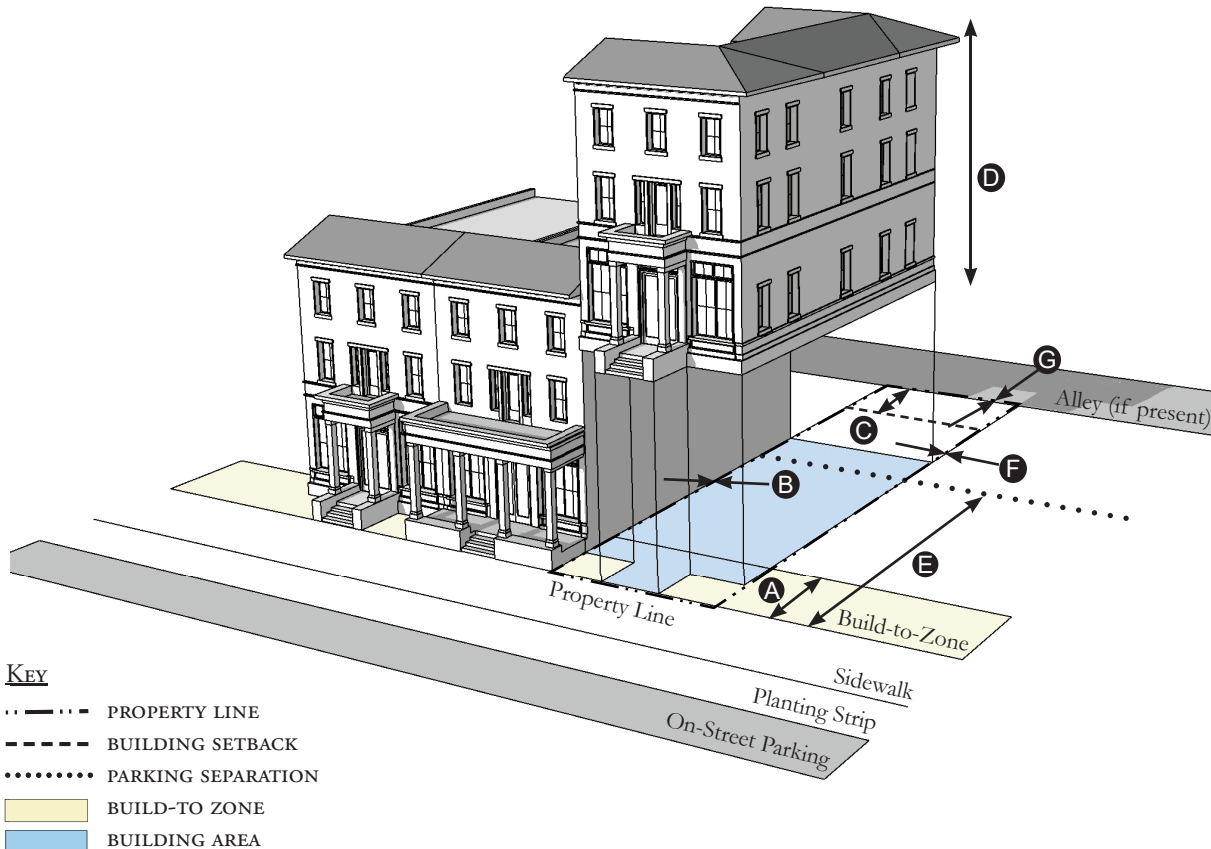 D
G
Alley (if present)
C
F
B
E
A
Property Line
Build-to-Zone
Sidewalk
Planting Strip
On-Street Parking
KEY
PROPERTY LINE
BUILDING SETBACK
PARKING SEPARATION
BUILD-TO ZONE
BUILDING AREA